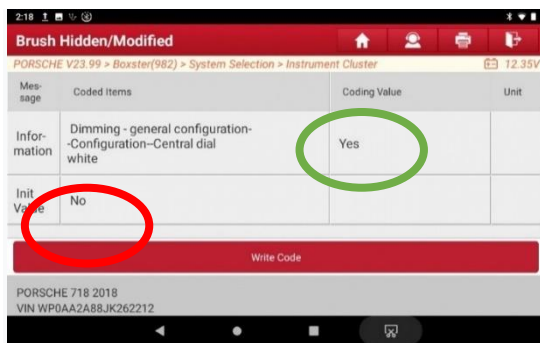 2:18
Brush Hidden/Modified
PORSCHE V23.99 > Boxster(982) > System Selection > Instrument Cluster 12.35V
Mes-
sage
Coded Items
Coding Value
Unit
Infor-
mation
Dimming - general configuration-
-Configuration--Central dial
white
Yes
Init
Value
No
Write Code
PORSCHE 718 2018
VIN WP0AA2A88JK262212